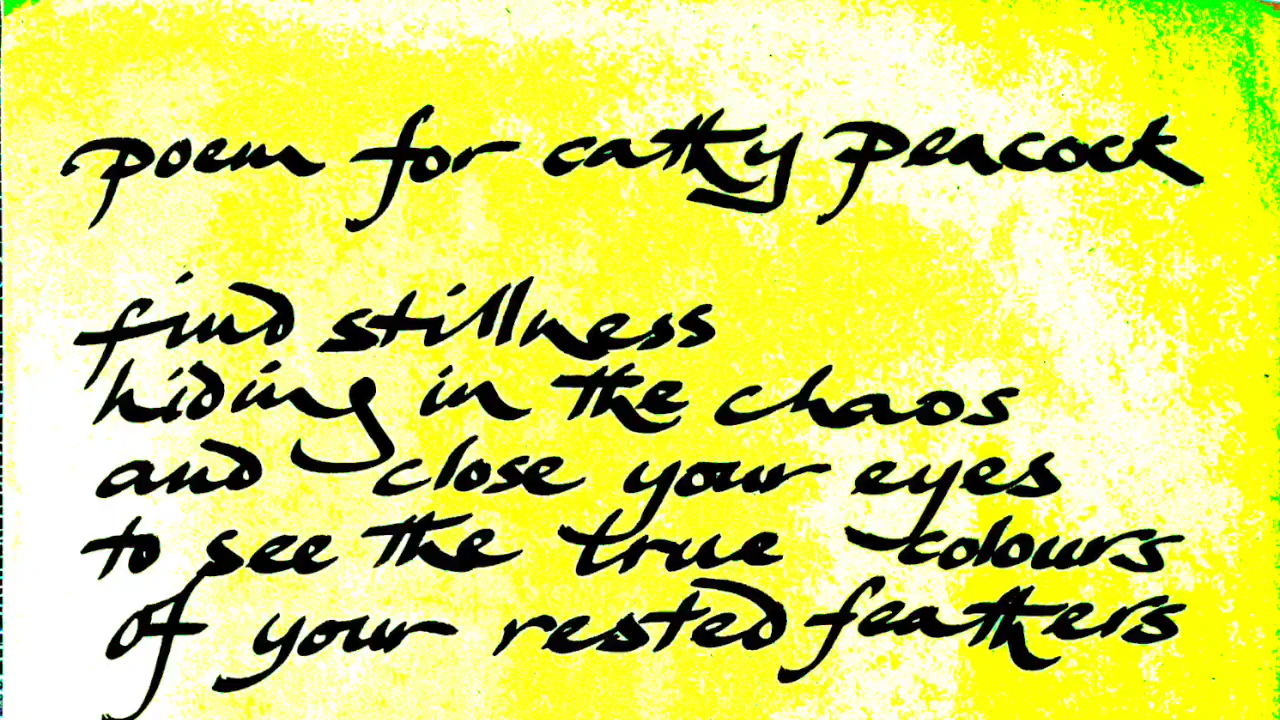 poem for cathy peacock
find stillness
hiding in the chaos
and close your eyes
to see the true colours
of your rested feathers